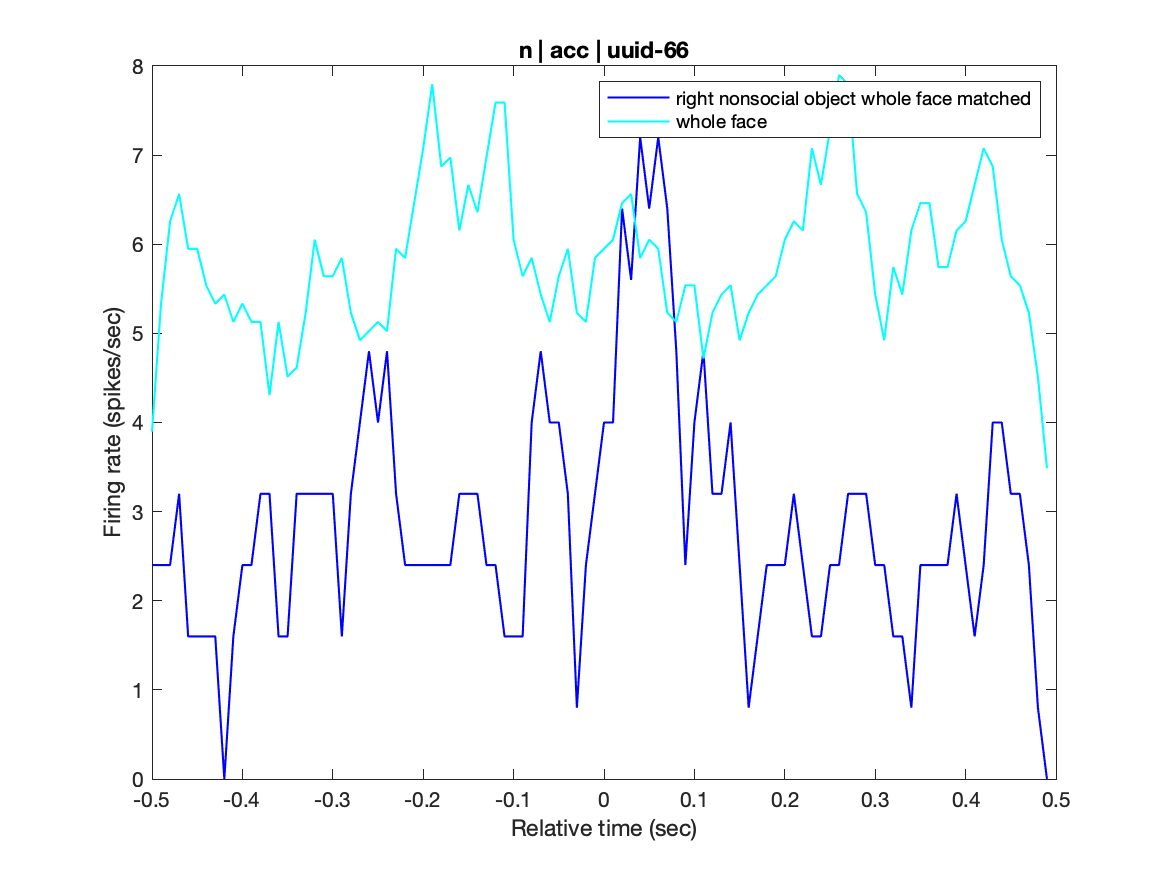 n | acc | uuid-66
right nonsocial object whole face matched
whole face
Firing rate (spikes/sec)
8
7
6
5
4
3
2
1
0
-0.5 -0.4 -0.3 -0.2 -0.1 0 0.1 0.2 0.3 0.4 0.5
Relative time (sec)